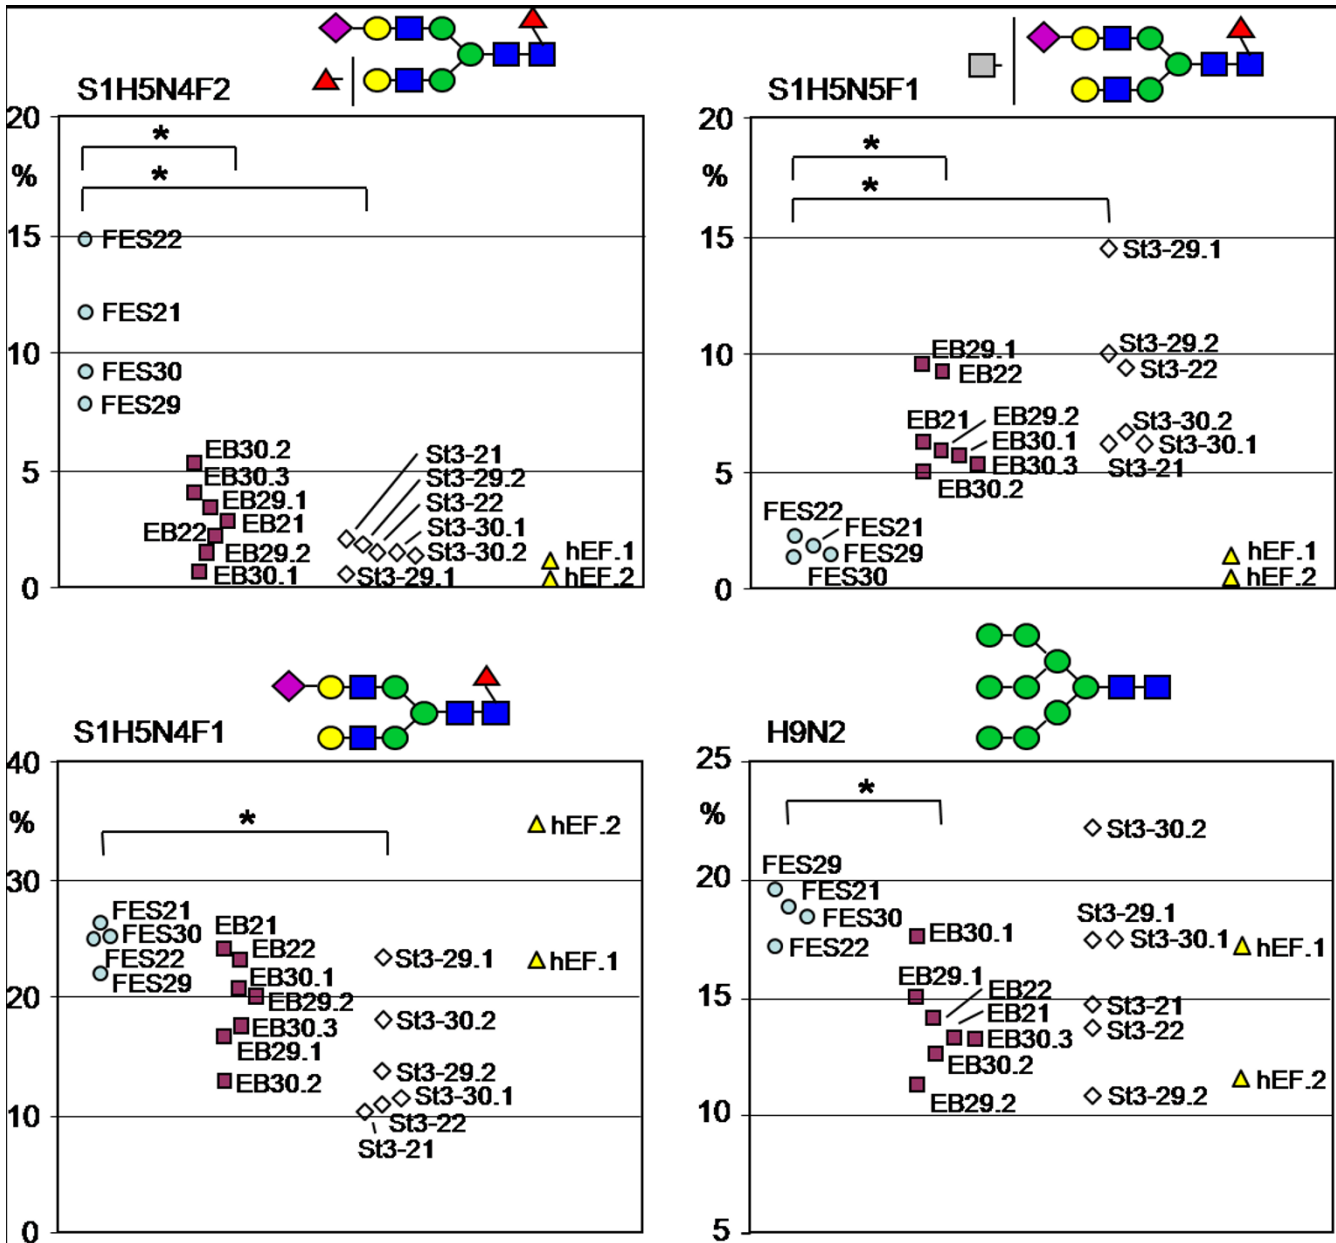 S1H5N4F2
20
%
15
10
5
0
*
*
FES22
FES21
FES30
FES29
EB30.2
EB30.3
EB29.1
EB21
EB22
EB29.2
EB30.1
St3-21
St3-29.2
St3-22
St3-30.1
St3-30.2
St3-29.1
hEF.1
hEF.2
S1H5N5F1
20
%
15
10
5
0
*
*
St3-29.1
St3-29.2
St3-22
EB29.1
EB22
EB21
EB29.2
EB30.1
EB30.3
EB30.2
St3-30.2
St3-30.1
St3-21
FES22
FES21
FES29
FES30
hEF.1
hEF.2
S1H5N4F1
40
%
30
20
10
0
*
hEF.2
FES21
FES30
FES22
FES29
EB21
EB22
EB30.1
EB29.2
EB30.3
EB29.1
EB30.2
St3-29.1
St3-30.2
St3-29.2
St3-30.1
St3-22
St3-21
hEF.1
H9N2
25
%
20
15
10
5
*
St3-30.2
FES29
FES21
FES30
FES22
EB30.1
EB29.1
EB22
EB21
EB30.3
EB30.2
EB29.2
St3-29.1
St3-30.1
St3-21
St3-22
St3-29.2
hEF.1
hEF.2